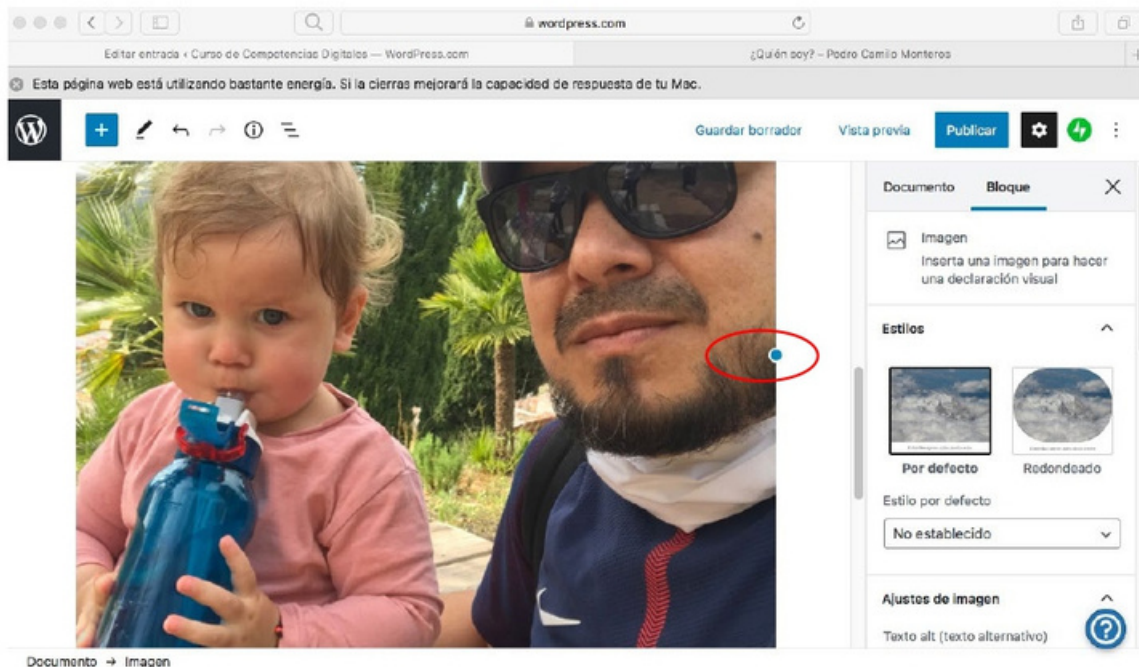 wordpress.com
Editar entrada ‹ Curso de Competencias Digitales — WordPress.com
¿Quién soy? – Pedro Camilo Monteros
Esta página web está utilizando bastante energía. Si la cierras mejorará la capacidad de respuesta de tu Mac.
Guardar borrador Vista previa Publicar
Documento Bloque
Imagen
Inserta una imagen para hacer
una declaración visual
Estilos
Por defecto Redondeado
Estilo por defecto
No establecido
Ajustes de imagen
Texto alt (texto alternativo)
Documento → Imagen